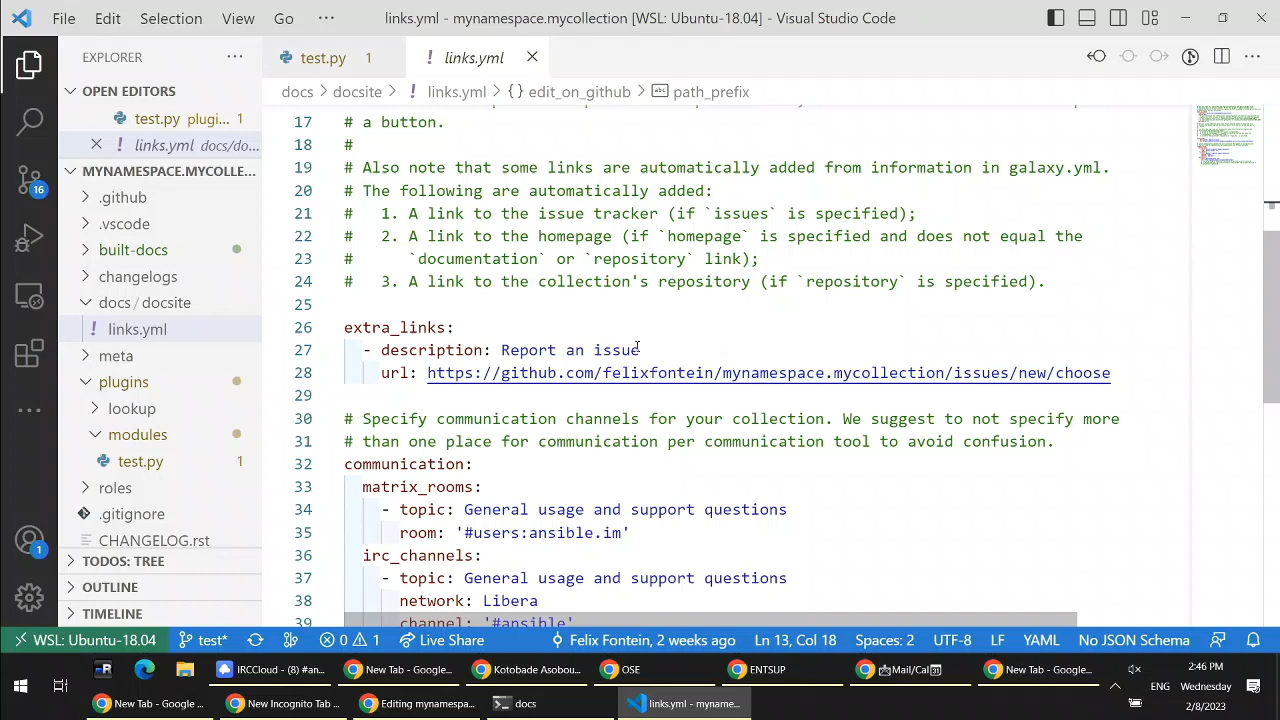 File Edit Selection View Go ··· links.yml - mynamespace.mycollection [WSL: Ubuntu-18.04] - Visual Studio Code
EXPLORER ···
test.py 1 ! links.yml
docs > docsite > ! links.yml > {} edit_on_github > path_prefix
OPEN EDITORS
test.py plugi... 1
! links.yml docs/do...
MYNAMESPACE.MYCOLLE...
.github
.vscode
built-docs
changelogs
docs / docsite
! links.yml
meta
plugins
lookup
modules
test.py 1
roles
.gitignore
CHANGELOG.rst
TODOS: TREE
OUTLINE
TIMELINE
16
1
17 # a button.
18 #
19 # Also note that some links are automatically added from information in galaxy.yml.
20 # The following are automatically added:
21 # 1. A link to the issue tracker (if `issues` is specified);
22 # 2. A link to the homepage (if `homepage` is specified and does not equal the
23 # `documentation` or `repository` link);
24 # 3. A link to the collection's repository (if `repository` is specified).
25
26 extra_links:
27 - description: Report an issue
28 url: https://github.com/felixfontein/mynamespace.mycollection/issues/new/choose
29
30 # Specify communication channels for your collection. We suggest to not specify more
31 # than one place for communication per communication tool to avoid confusion.
32 communication:
33 matrix_rooms:
34 - topic: General usage and support questions
35 room: '#users:ansible.im'
36 irc_channels:
37 - topic: General usage and support questions
38 network: Libera
39 channel: '#ansible'
WSL: Ubuntu-18.04 test* 0 1 Live Share Felix Fontein, 2 weeks ago Ln 13, Col 18 Spaces: 2 UTF-8 LF YAML No JSON Schema
IRCCloud - (8) #an... New Tab - Google... Kotobade Asobou... OSE ENTSUP Mail/Cal New Tab - Google...
New Tab - Google ... New Incognito Tab ... Editing mynamespa... docs links.yml - myname...
2:46 PM
ENG Wednesday
2/8/2023